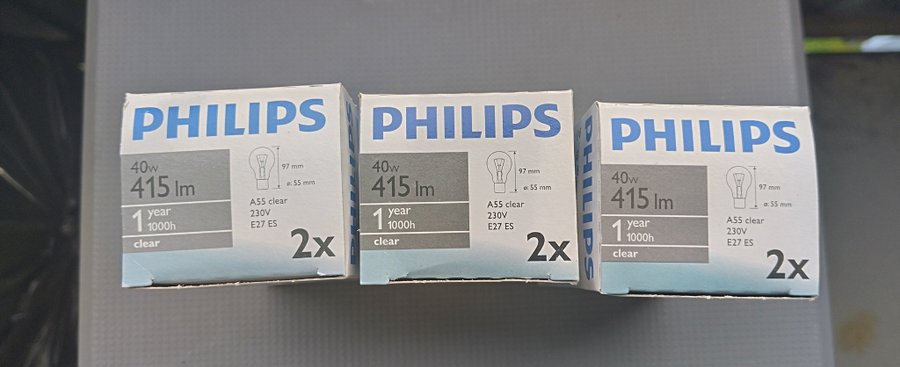 PHILIPS
40w
415 lm
1 year
1000h
clear
97 mm
ø: 55 mm
A55 clear
230V
E27 ES
2x
PHILIPS
PHILIPS
40w
415 lm
1 year
1000h
clear
97 mm
ø: 55 mm
A55 clear
230V
E27 ES
2x
PHILIPS
PHILIPS
40w
415 lm
1 year
1000h
clear
97 mm
ø: 55 mm
A55 clear
230V
E27 ES
2x